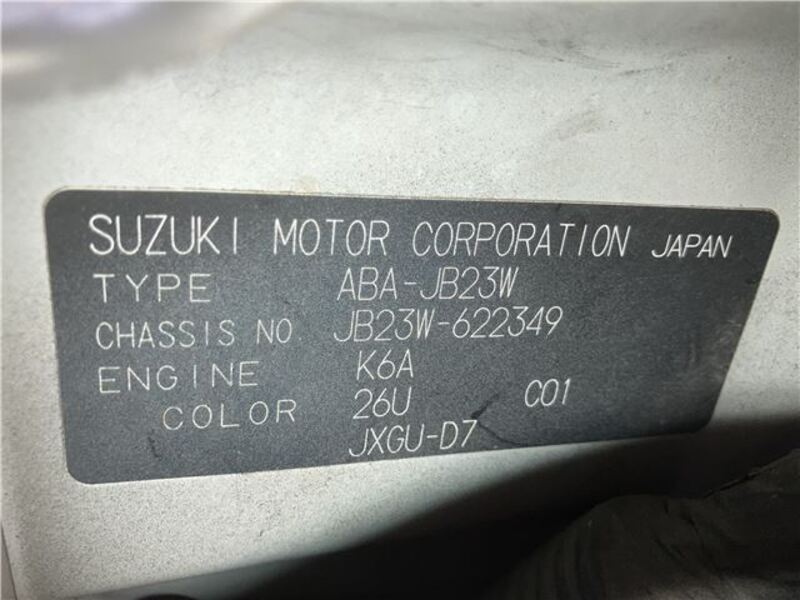 SUZUKI MOTOR CORPORATION JAPAN
TYPE ABA-JB23W
CHASSIS NO. JB23W-622349
ENGINE K6A
COLOR 26U C01
JXGU-D7